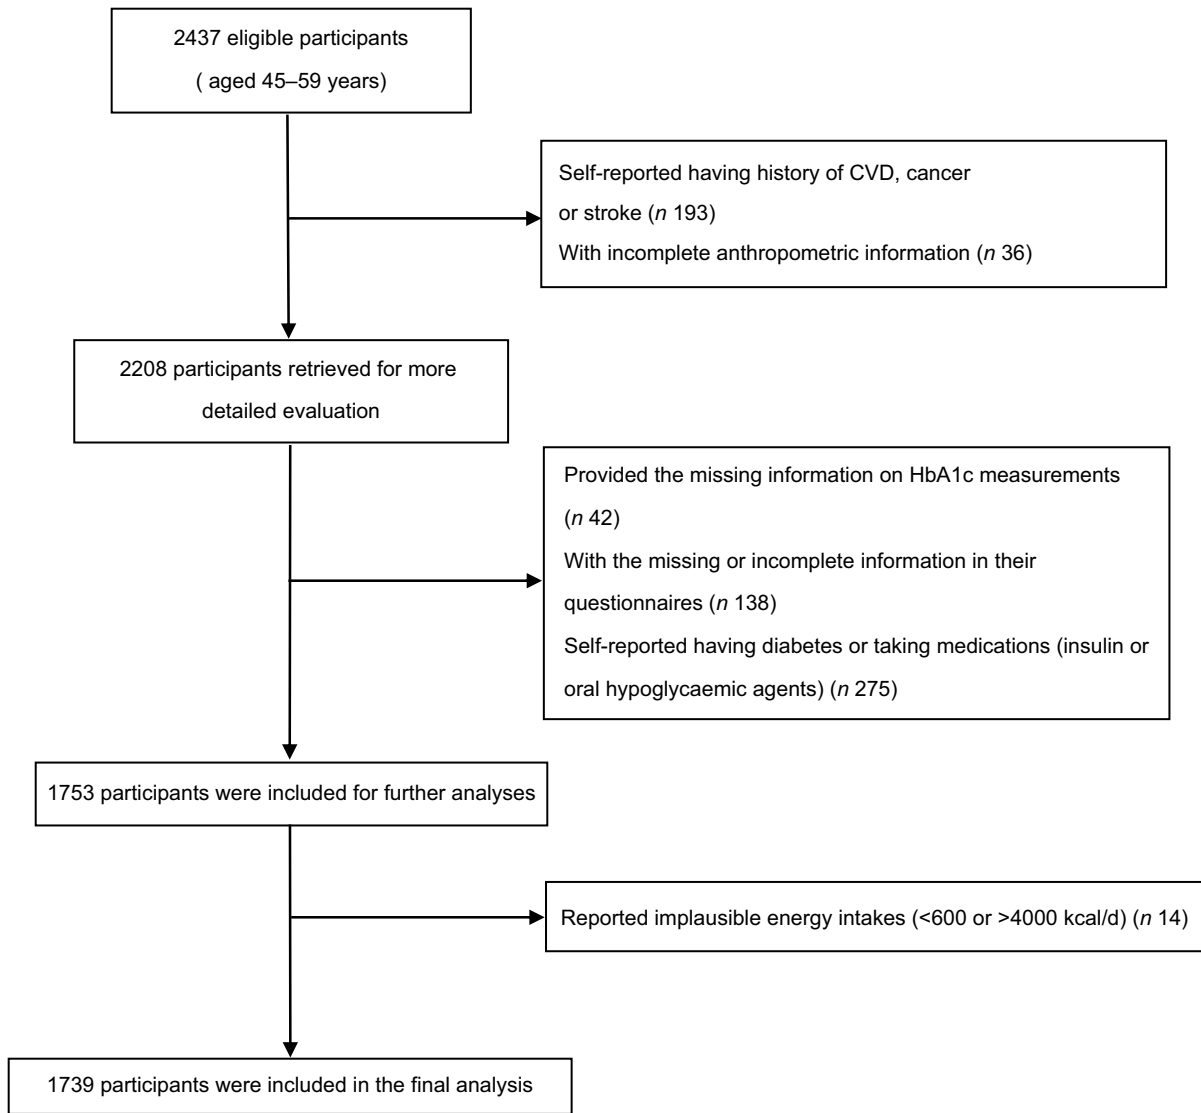 2437 eligible participants
( aged 45–59 years)
Self-reported having history of CVD, cancer
or stroke (n 193)
With incomplete anthropometric information (n 36)
2208 participants retrieved for more
detailed evaluation
Provided the missing information on HbA1c measurements
(n 42)
With the missing or incomplete information in their
questionnaires (n 138)
Self-reported having diabetes or taking medications (insulin or
oral hypoglycaemic agents) (n 275)
1753 participants were included for further analyses
Reported implausible energy intakes (<600 or >4000 kcal/d) (n 14)
1739 participants were included in the final analysis